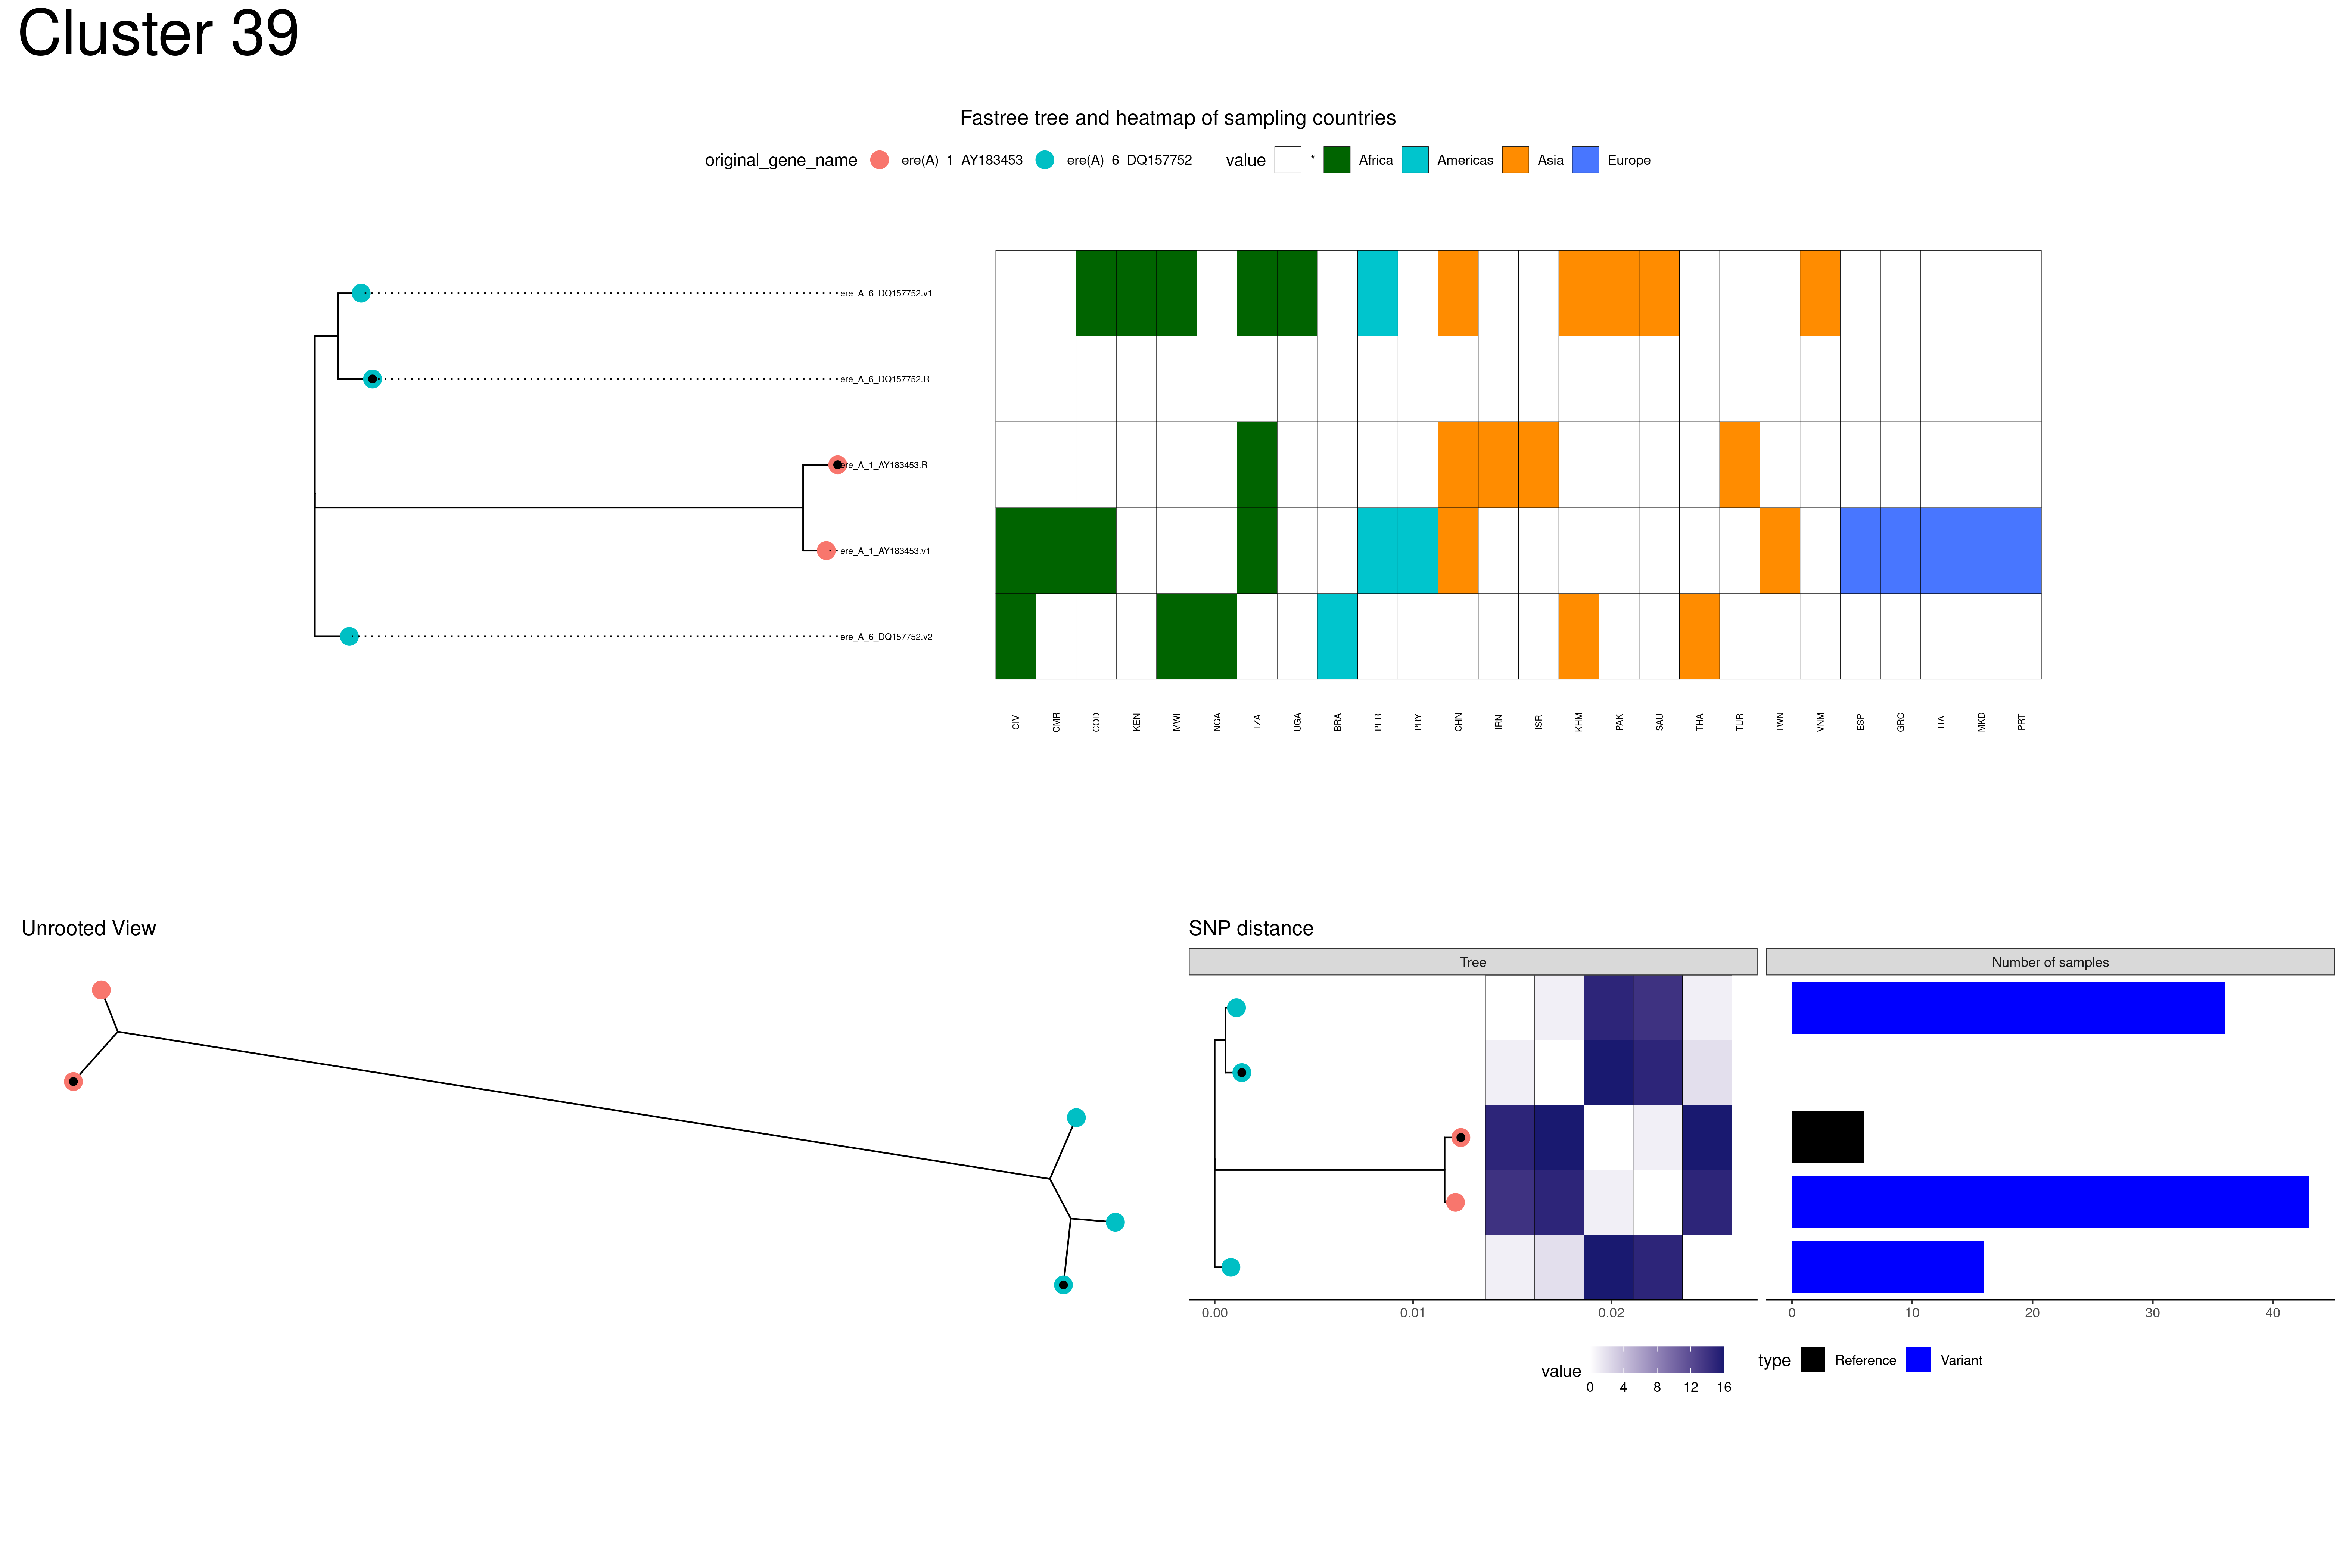 Cluster 39
Fastree tree and heatmap of sampling countries
original_gene_name ere(A)_1_AY183453 ere(A)_6_DQ157752 value * Africa Americas Asia Europe
ere_A_6_DQ157752.v1
ere_A_6_DQ157752.R
ere_A_1_AY183453.R
ere_A_1_AY183453.v1
ere_A_6_DQ157752.v2
CIV CMR COD KEN MWI NGA TZA UGA BRA PER PRY CHN IRN ISR KHM PAK SAU THA TUR TWN VNM ESP GRC ITA MKD PRT
Unrooted View
SNP distance
Tree Number of samples
0.00 0.01 0.02 0 10 20 30 40
value 0 4 8 12 16 type Reference Variant